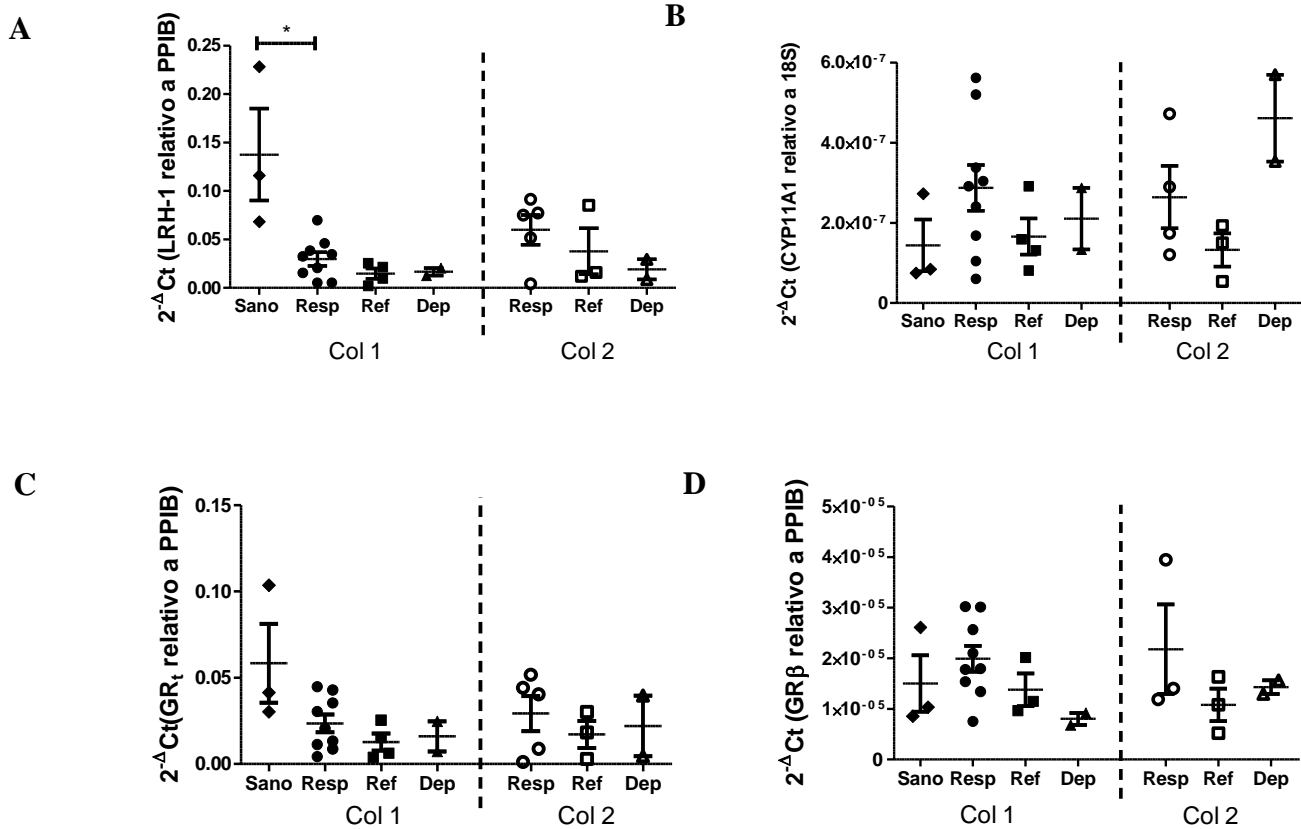 A
*
2^-ΔCt (LRH-1 relativo a PPIB)
0.25
0.20
0.15
0.10
0.05
0.00
Sano Resp Ref Dep Resp Ref Dep
Col 1 Col 2
B
2^-ΔCt (CYP11A1 relativo a 18S)
6.0×10^-7
4.0×10^-7
2.0×10^-7
0
Sano Resp Ref Dep Resp Ref Dep
Col 1 Col 2
C
2^-ΔCt(GR_t relativo a PPIB)
0.15
0.10
0.05
0.00
Sano Resp Ref Dep Resp Ref Dep
Col 1 Col 2
D
2^-ΔCt (GRβ relativo a PPIB)
5×10^-05
4×10^-05
3×10^-05
2×10^-05
1×10^-05
0
Sano Resp Ref Dep Resp Ref Dep
Col 1 Col 2